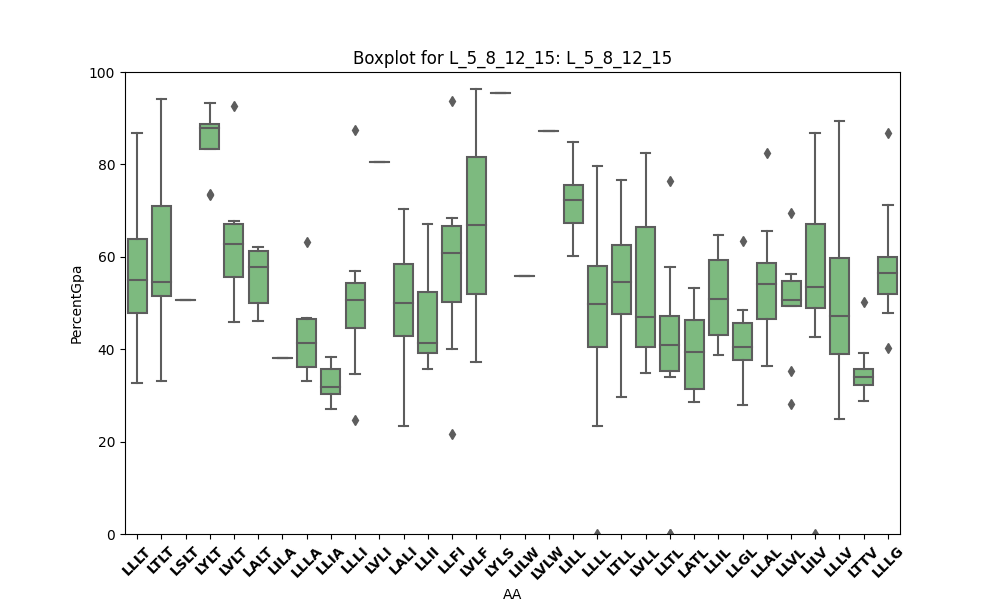 Boxplot for L_5_8_12_15: L_5_8_12_15
100
80
60
40
20
0
PercentGpa
LLLT LTLT LSLT LYLT LVLT LALT LILA LLLA LLIA LLLI LVLI LALI LLII LLFI LVLF LYLS LILW LVLW LILL LLLL LTLL LVLL LLTL LATL LLIL LLGL LLAL LLVL LILV LLLV LTTV LLLG
AA